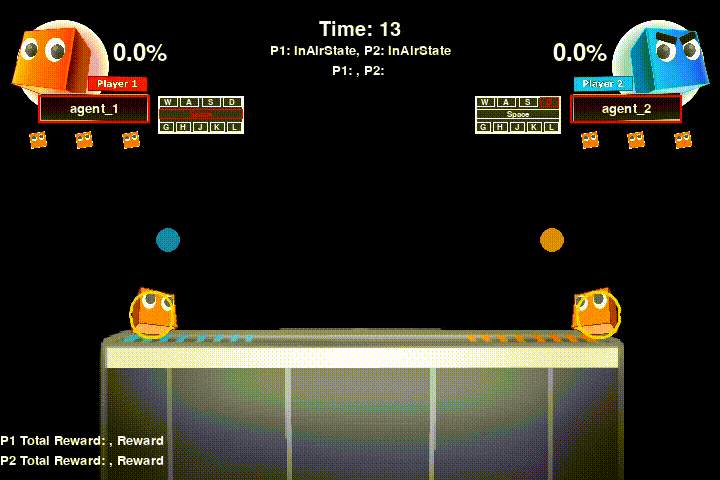 Time: 13
P1: InAirState, P2: InAirState
P1: , P2:
0.0%
Player 1
agent_1
W A S D
G H J K L
0.0%
Player 2
agent_2
W A S
Space
G H J K L
P1 Total Reward: , Reward
P2 Total Reward: , Reward